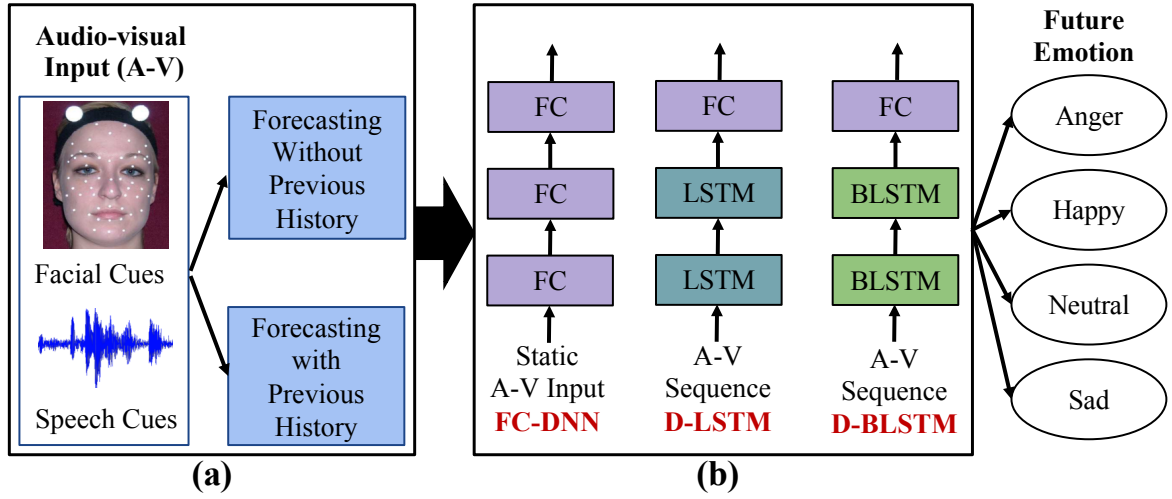 Audio-visual
Input (A-V)
Facial Cues
Speech Cues
Forecasting
Without
Previous
History
Forecasting
with
Previous
History
(a)
FC
FC
FC
Static
A-V Input
FC-DNN
FC
LSTM
LSTM
A-V
Sequence
D-LSTM
FC
BLSTM
BLSTM
A-V
Sequence
D-BLSTM
(b)
Future
Emotion
Anger
Happy
Neutral
Sad